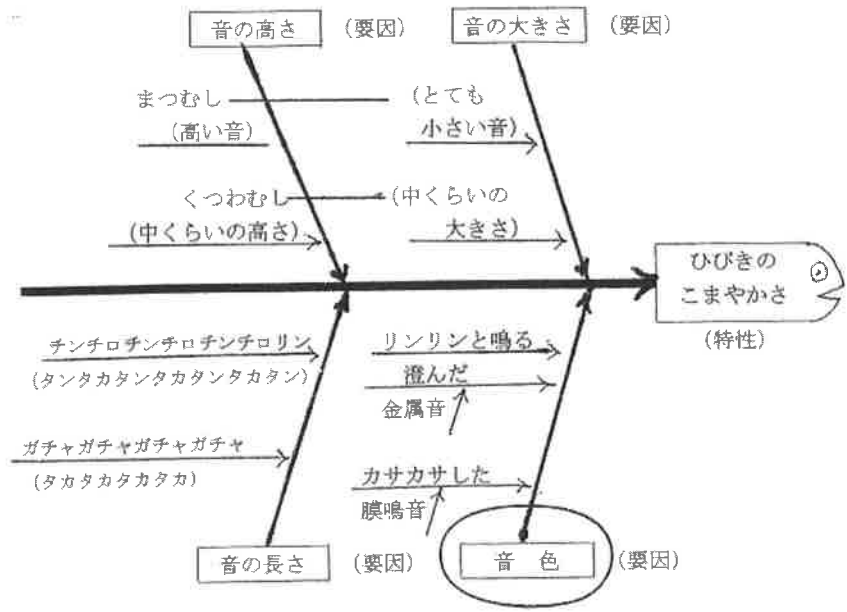 音の高さ (要因) 音の大きさ (要因)
まつむし (とても
(高い音) 小さい音)
くつわむし (中くらいの
(中くらいの高さ) 大きさ)
ひびきの
こまやかさ
(特性)
チンチロチンチロチンチロリン
(タンタカタンタカタンタカタン)
ガチャガチャガチャガチャ
(タカタカタカタカ)
リンリンと鳴る
澄んだ
金属音
カサカサした
膜鳴音
音の長さ (要因) 音色 (要因)